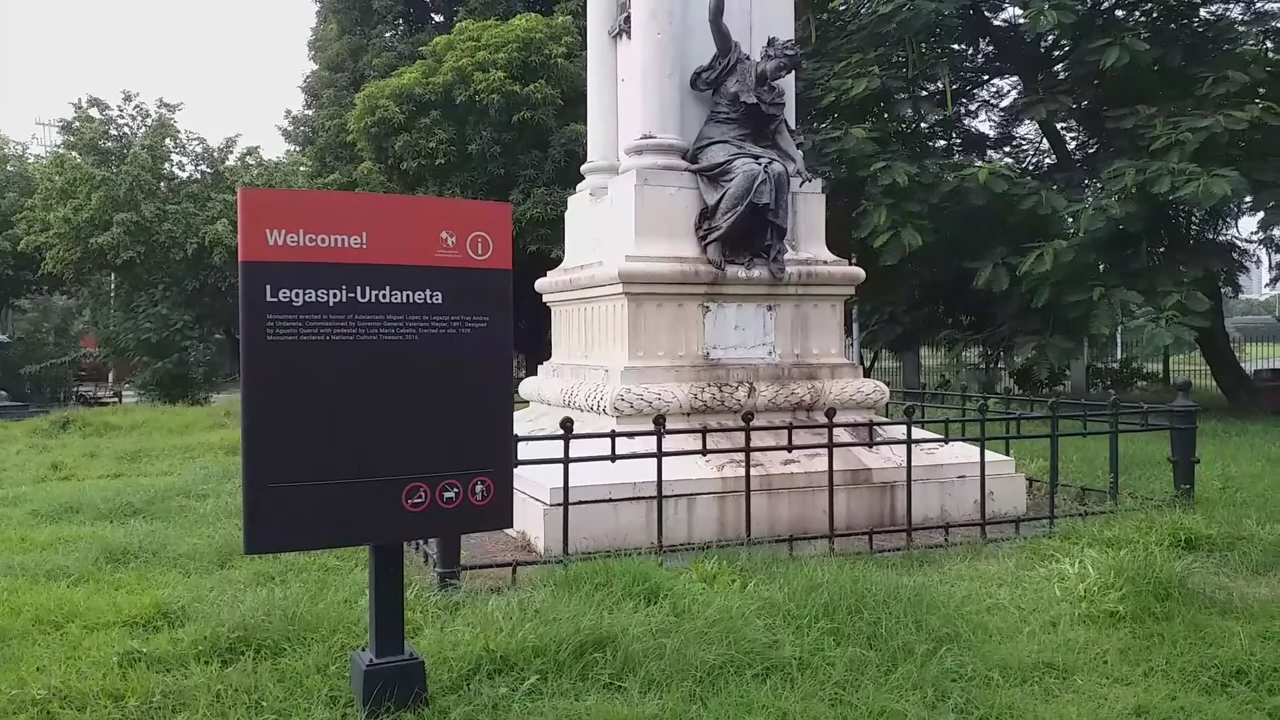 Welcome!
Legaspi-Urdaneta
Monument erected in honor of Adelantado Miguel Lopez de Legazpi and Fray Andres
de Urdaneta. Commissioned by Governor-General Valeriano Weyler, 1891. Designed
by Agustin Querol with pedestal by Luis Maria Cabello. Erected on site, 1929.
Monument declared a National Cultural Treasure, 2016.